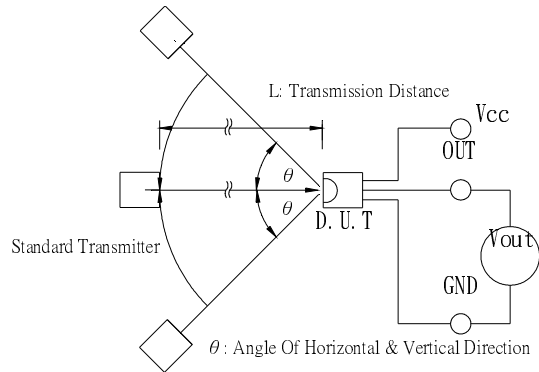 L: Transmission Distance
Vcc
OUT
θ
θ
D. U. T
Standard Transmitter
Vout
GND
θ : Angle Of Horizontal & Vertical Direction